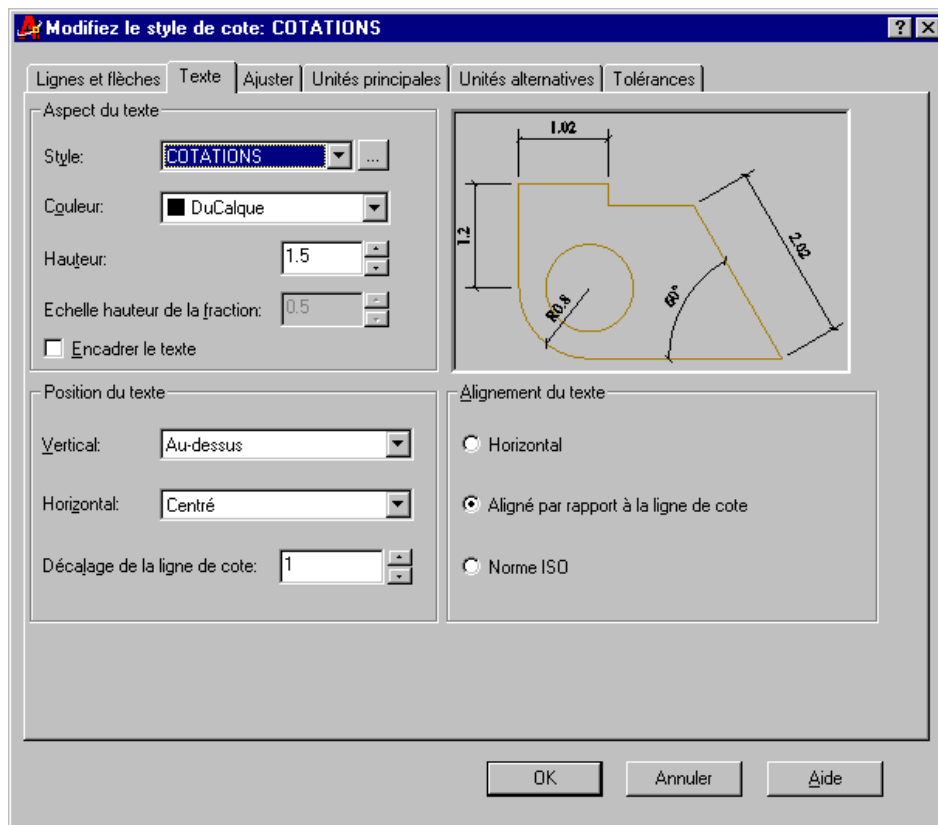 Modifiez le style de cote: COTATIONS
Lignes et flèches Texte Ajuster Unités principales Unités alternatives Tolérances
Aspect du texte
Style: COTATIONS ...
Couleur: DuCalque
Hauteur: 1.5
Echelle hauteur de la fraction: 0.5
Encadrer le texte
1.02
1.2
2.02
R0.8
60°
Position du texte
Vertical: Au-dessus
Horizontal: Centré
Décalage de la ligne de cote: 1
Alignement du texte
Horizontal
Aligné par rapport à la ligne de cote
Norme ISO
OK Annuler Aide